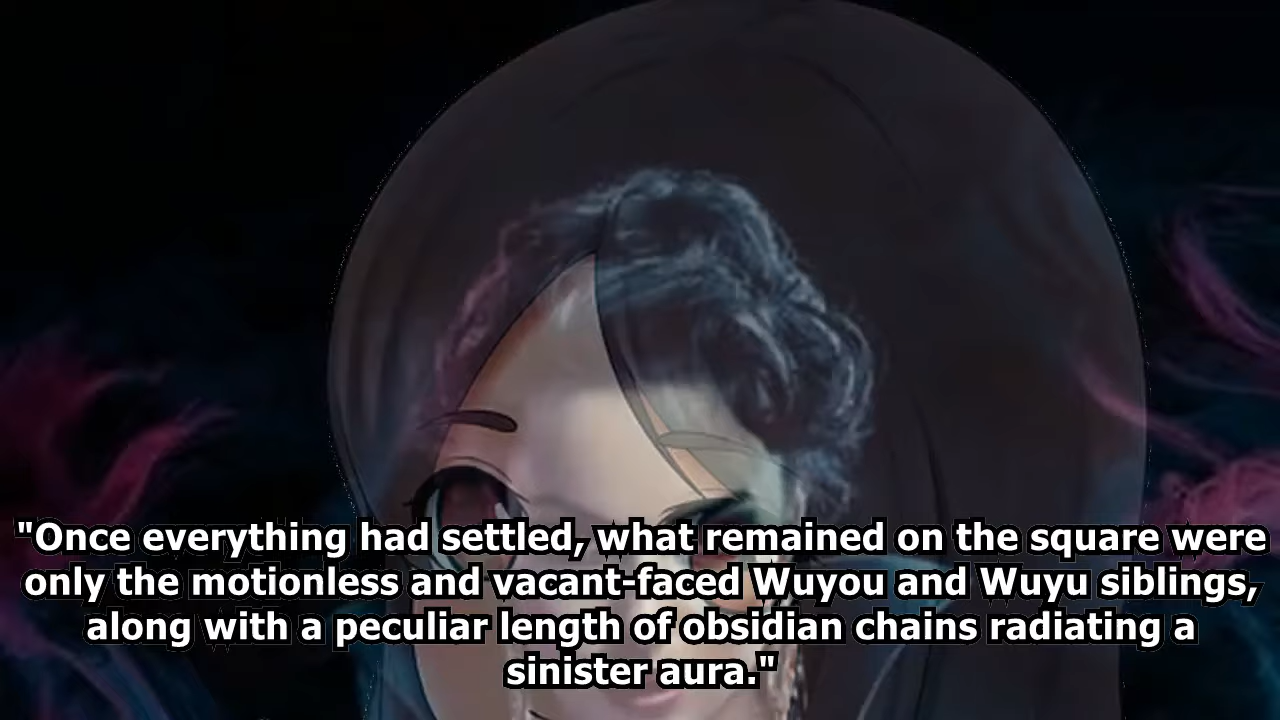 "Once everything had settled, what remained on the square were
only the motionless and vacant-faced Wuyou and Wuyu siblings,
along with a peculiar length of obsidian chains radiating a
sinister aura."